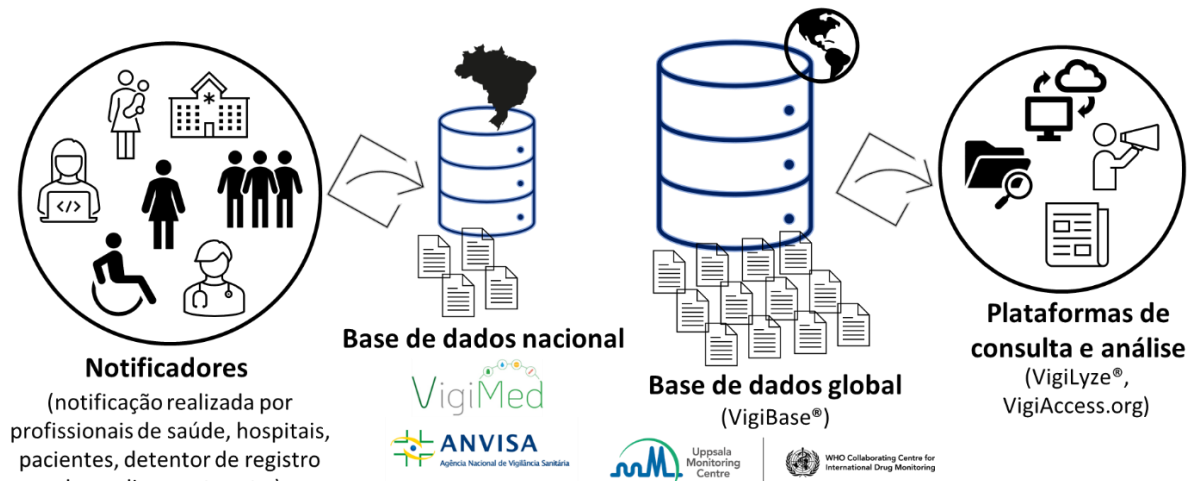 Notificadores
(notificação realizada por
profissionais de saúde, hospitais,
pacientes, detentor de registro
</>
Base de dados nacional
VigiMed
ANVISA
Agência Nacional de Vigilância Sanitária
Base de dados global
(VigiBase®)
Uppsala
Monitoring
Centre
WHO Collaborating Centre for
International Drug Monitoring
Plataformas de
consulta e análise
(VigiLyze®,
VigiAccess.org)